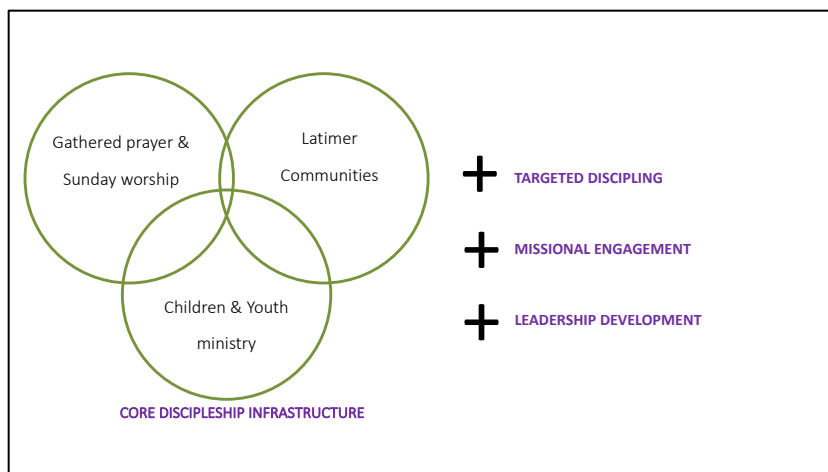 Gathered prayer &
Sunday worship
Latimer
Communities
Children & Youth
ministry
CORE DISCIPLESHIP INFRASTRUCTURE
+ TARGETED DISCIPLING
+ MISSIONAL ENGAGEMENT
+ LEADERSHIP DEVELOPMENT